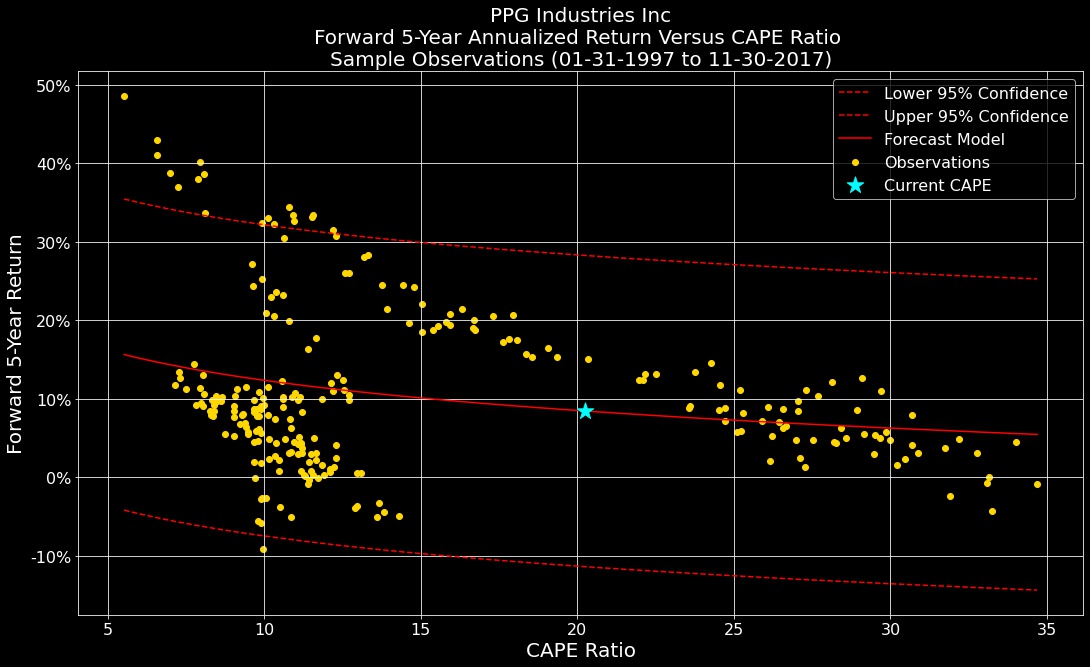 PPG Industries Inc
Forward 5-Year Annualized Return Versus CAPE Ratio
Sample Observations (01-31-1997 to 11-30-2017)
Lower 95% Confidence
Upper 95% Confidence
Forecast Model
Observations
Current CAPE
Forward 5-Year Return
50%
40%
30%
20%
10%
0%
-10%
5 10 15 20 25 30 35
CAPE Ratio